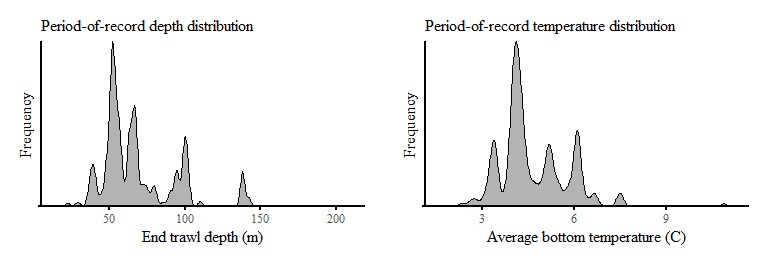 Period-of-record depth distribution
Frequency
50 100 150 200
End trawl depth (m)
Period-of-record temperature distribution
Frequency
3 6 9
Average bottom temperature (C)